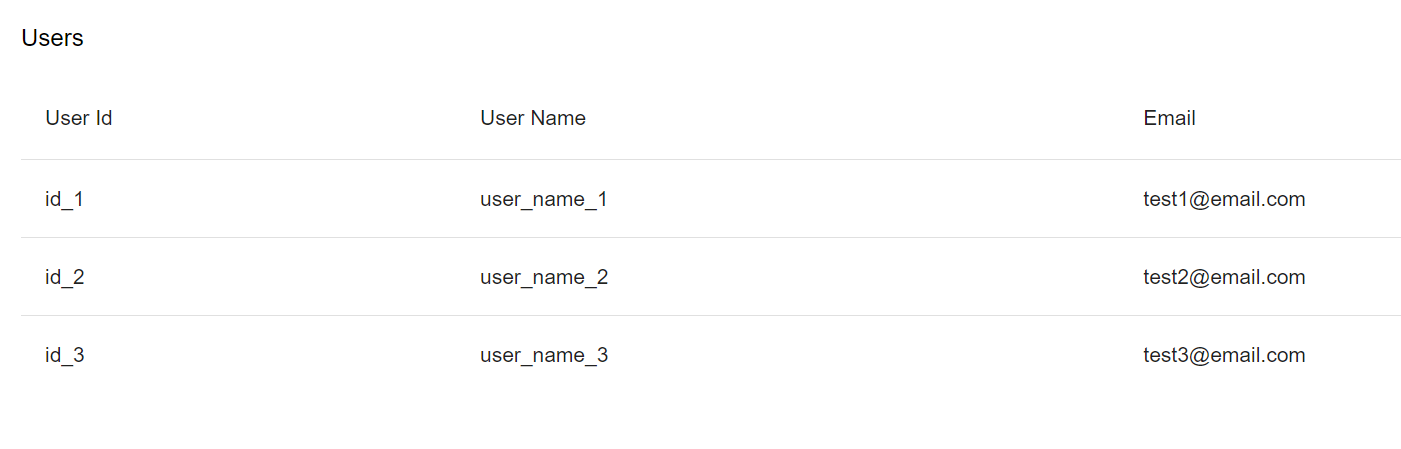 Users
User Id User Name Email
id_1 user_name_1 test1@email.com
id_2 user_name_2 test2@email.com
id_3 user_name_3 test3@email.com